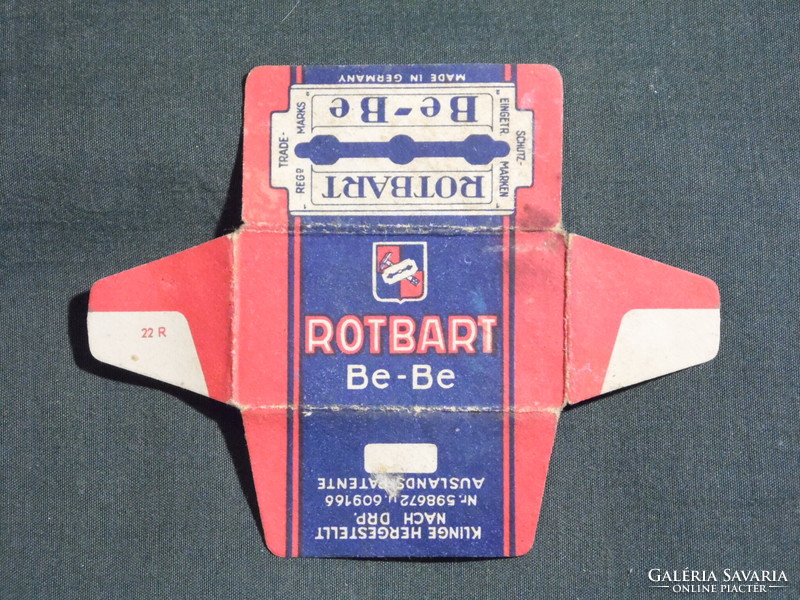 MADE IN GERMANY
"Be-Be"
ROTBART
TRADE-
MARKS
REGD
EINGETR.
SCHUTZ-
MARKEN
22 R
ROTBART
Be-Be
KLINGE HERGESTELLT
NACH DRP.
Nr. 598672 u. 609166
AUSLANDS-PATENTE
GALÉRIA SAVARIA
ONLINE PIACTÉR